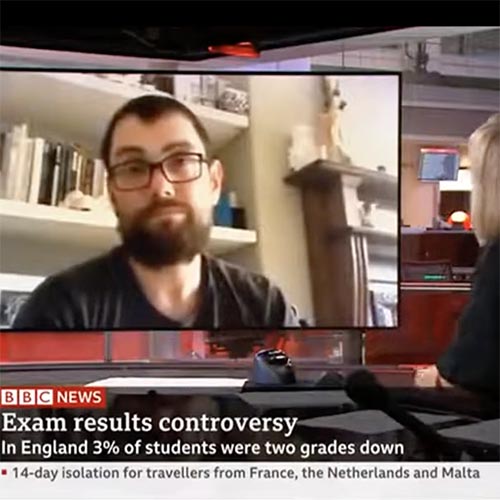 BBC NEWS
Exam results controversy
In England 3% of students were two grades down
14-day isolation for travellers from France, the Netherlands and Malta